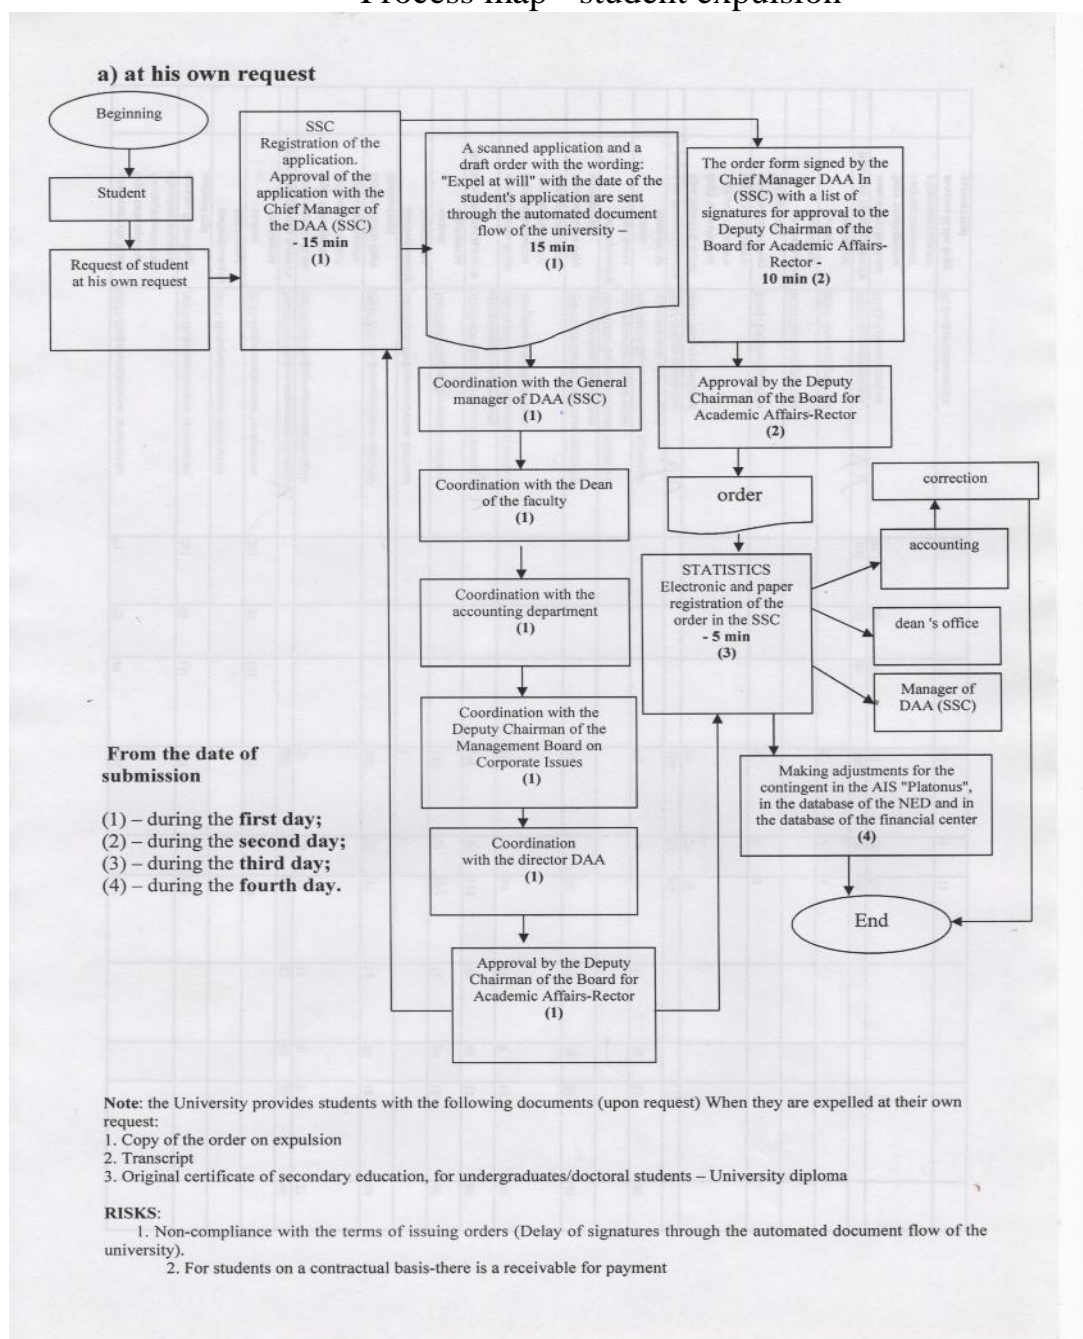 Process map - student expulsion
a) at his own request
Beginning
Student
Request of student
at his own request
SSC
Registration of the
application.
Approval of the
application with the
Chief Manager of
the DAA (SSC)
- 15 min
(1)
A scanned application and a
draft order with the wording:
"Expel at will" with the date of the
student's application are sent
through the automated document
flow of the university –
15 min
(1)
The order form signed by the
Chief Manager DAA In
(SSC) with a list of
signatures for approval to the
Deputy Chairman of the
Board for Academic Affairs-
Rector -
10 min (2)
Coordination with the General
manager of DAA (SSC)
(1)
Approval by the Deputy
Chairman of the Board for
Academic Affairs-Rector
(2)
Coordination with the Dean
of the faculty
(1)
order
correction
accounting
Coordination with the
accounting department
(1)
STATISTICS
Electronic and paper
registration of the
order in the SSC
- 5 min
(3)
dean 's office
Manager of
DAA (SSC)
Coordination with the
Deputy Chairman of the
Management Board on
Corporate Issues
(1)
Making adjustments for the
contingent in the AIS "Platonus",
in the database of the NED and in
the database of the financial center
(4)
Coordination
with the director DAA
(1)
End
Approval by the Deputy
Chairman of the Board for
Academic Affairs-Rector
(1)
From the date of
submission
(1) – during the first day;
(2) – during the second day;
(3) – during the third day;
(4) – during the fourth day.
Note: the University provides students with the following documents (upon request) When they are expelled at their own
request:
1. Copy of the order on expulsion
2. Transcript
3. Original certificate of secondary education, for undergraduates/doctoral students – University diploma
RISKS:
1. Non-compliance with the terms of issuing orders (Delay of signatures through the automated document flow of the
university).
2. For students on a contractual basis-there is a receivable for payment